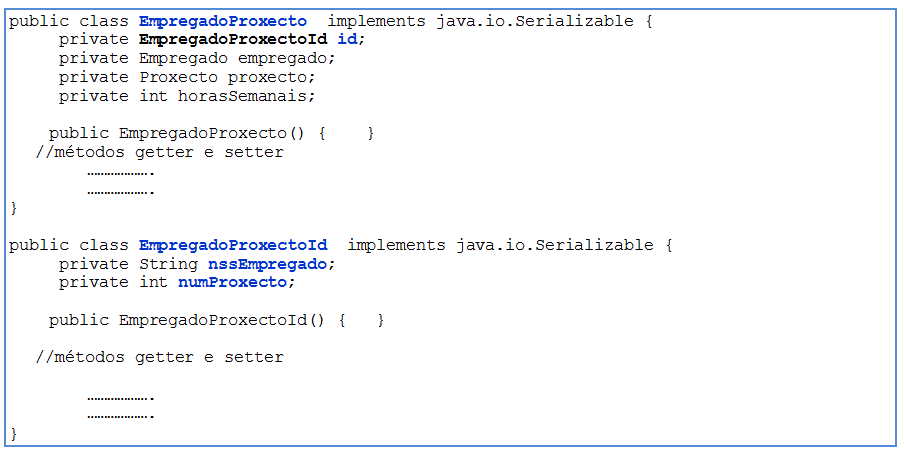 public class EmpregadoProxecto implements java.io.Serializable {
private EmpregadoProxectoId id;
private Empregado empregado;
private Proxecto proxecto;
private int horasSemanais;
public EmpregadoProxecto() { }
//métodos getter e setter
……………….
……………….
}
public class EmpregadoProxectoId implements java.io.Serializable {
private String nssEmpregado;
private int numProxecto;
public EmpregadoProxectoId() { }
//métodos getter e setter
……………….
……………….
}